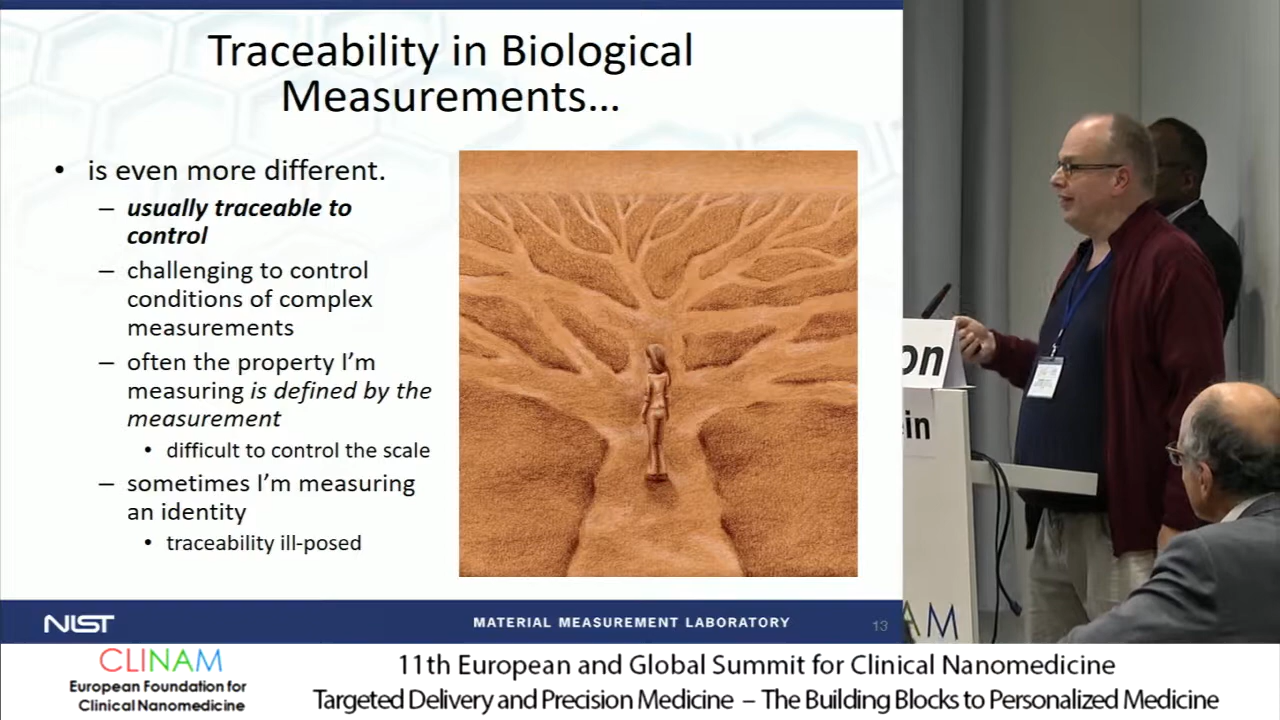 Traceability in Biological
Measurements...
• is even more different.
– usually traceable to
control
– challenging to control
conditions of complex
measurements
– often the property I'm
measuring is defined by the
measurement
• difficult to control the scale
– sometimes I'm measuring
an identity
• traceability ill-posed
NIST
MATERIAL MEASUREMENT LABORATORY
13
on
ein
AM
CLINAM
European Foundation for
Clinical Nanomedicine
11th European and Global Summit for Clinical Nanomedicine
Targeted Delivery and Precision Medicine – The Building Blocks to Personalized Medicine